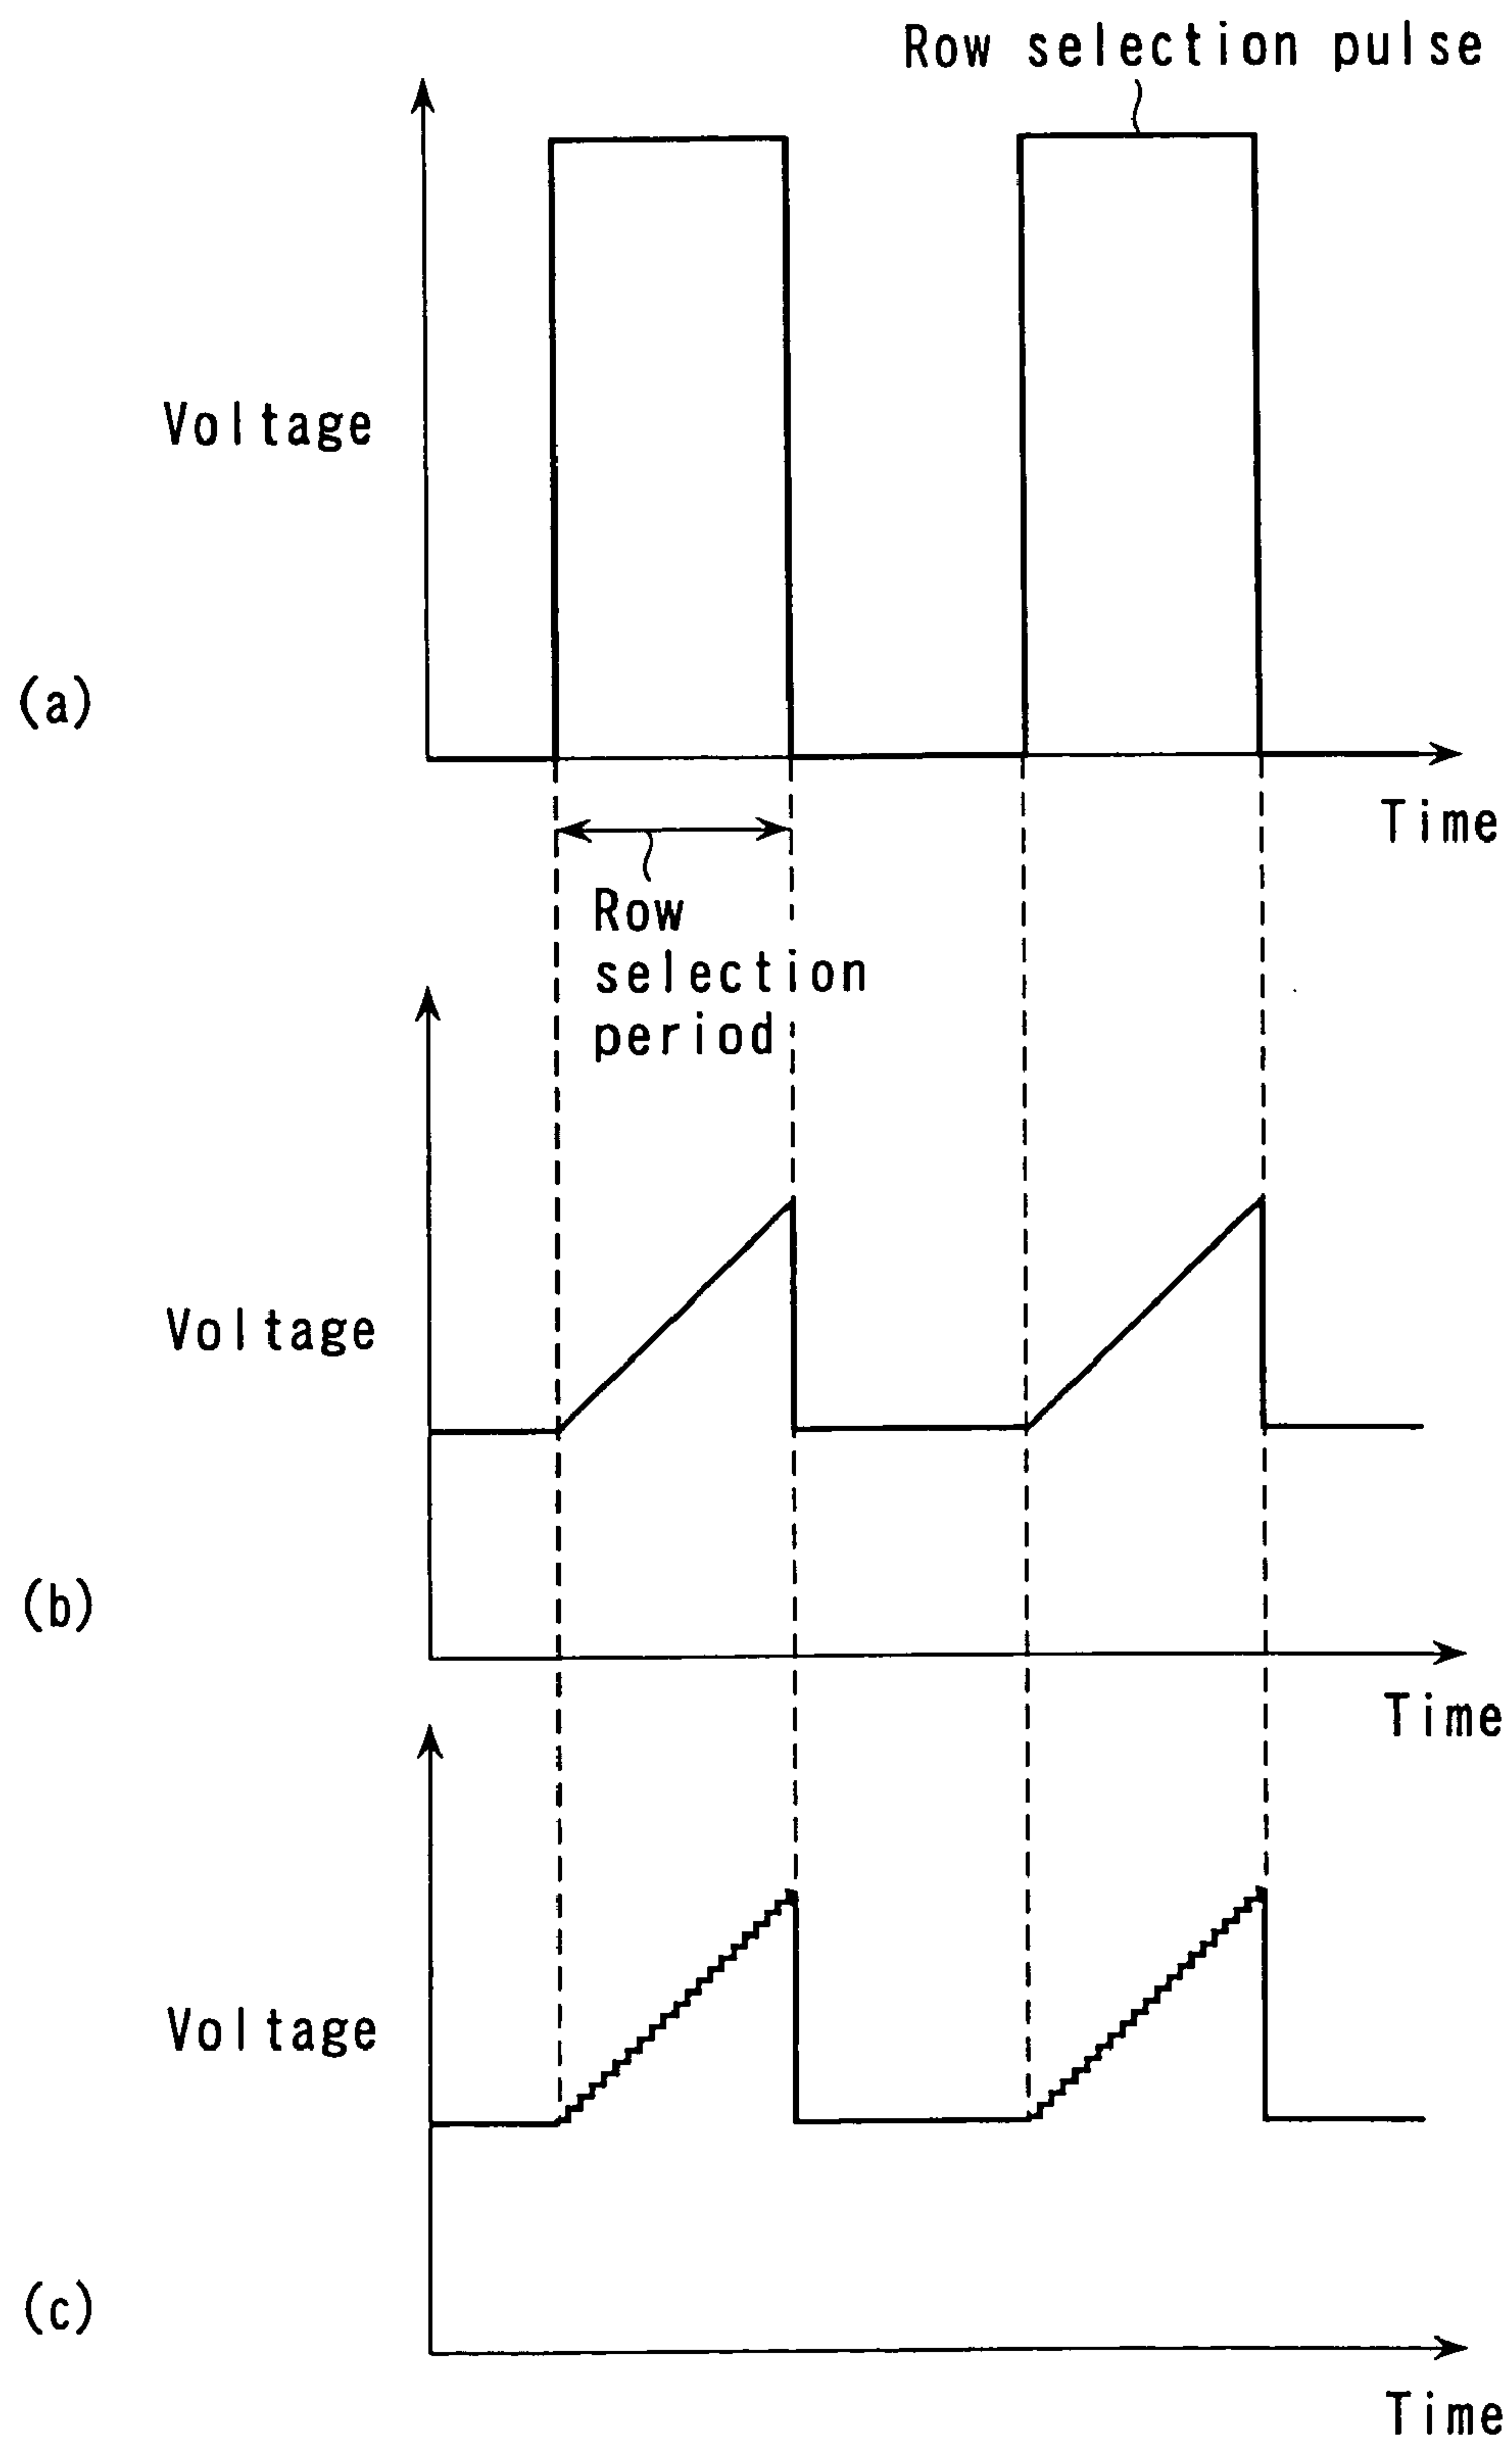 Row selection pulse
Voltage
(a)
Time
Row
selection
period
Voltage
(b)
Time
Voltage
(c)
Time